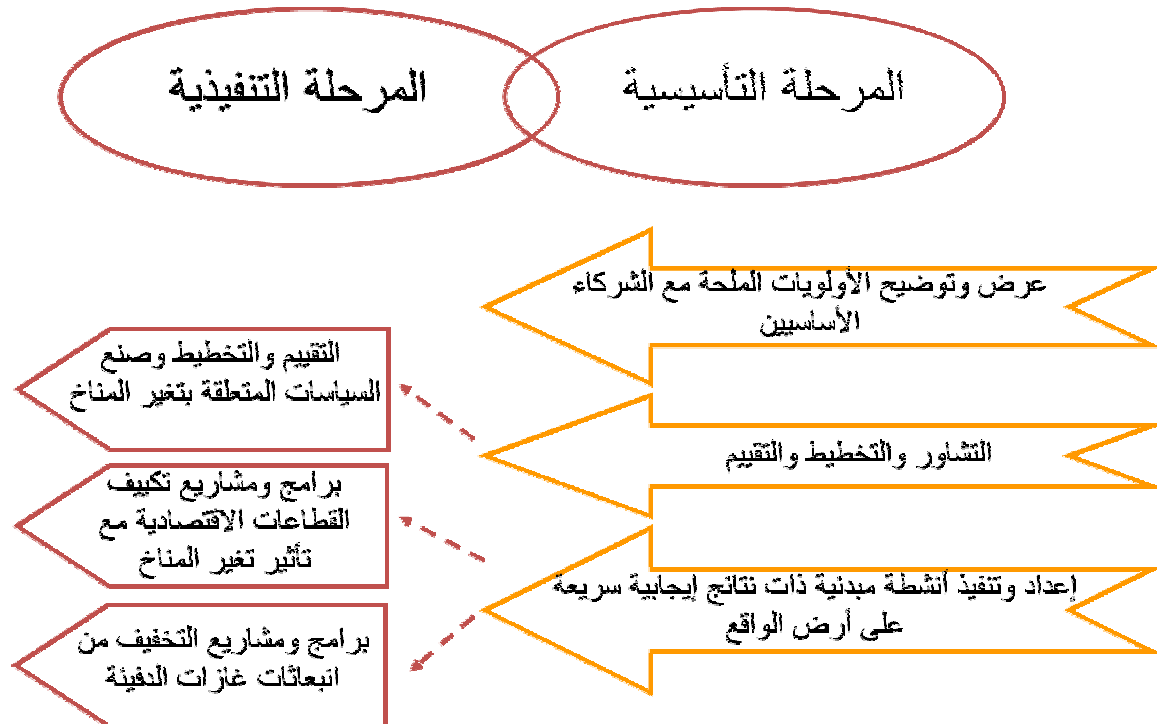 المرحلة التأسيسية
المرحلة التنفيذية
عرض وتوضيح الأولويات الملحة مع الشركاء
الأساسيين
التشاور والتخطيط والتقييم
إعداد وتنفيذ أنشطة مبدئية ذات نتائج إيجابية سريعة
على أرض الواقع
التقييم والتخطيط وصنع
السياسات المتعلقة بتغير المناخ
برامج ومشاريع تكييف
القطاعات الاقتصادية مع
تأثير تغير المناخ
برامج ومشاريع التخفيف من
انبعاثات غازات الدفيئة